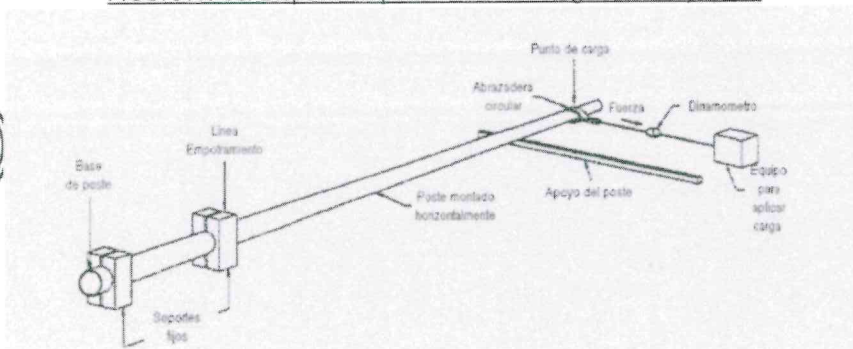 Punto de carga
Abrazadera
circular
Fuerza
Dinamometro
Linea
Empotramiento
Base
de poste
Poste montado
horizontalmente
Apoyo del poste
Equipo
para
aplicar
carga
Soportes
fijos